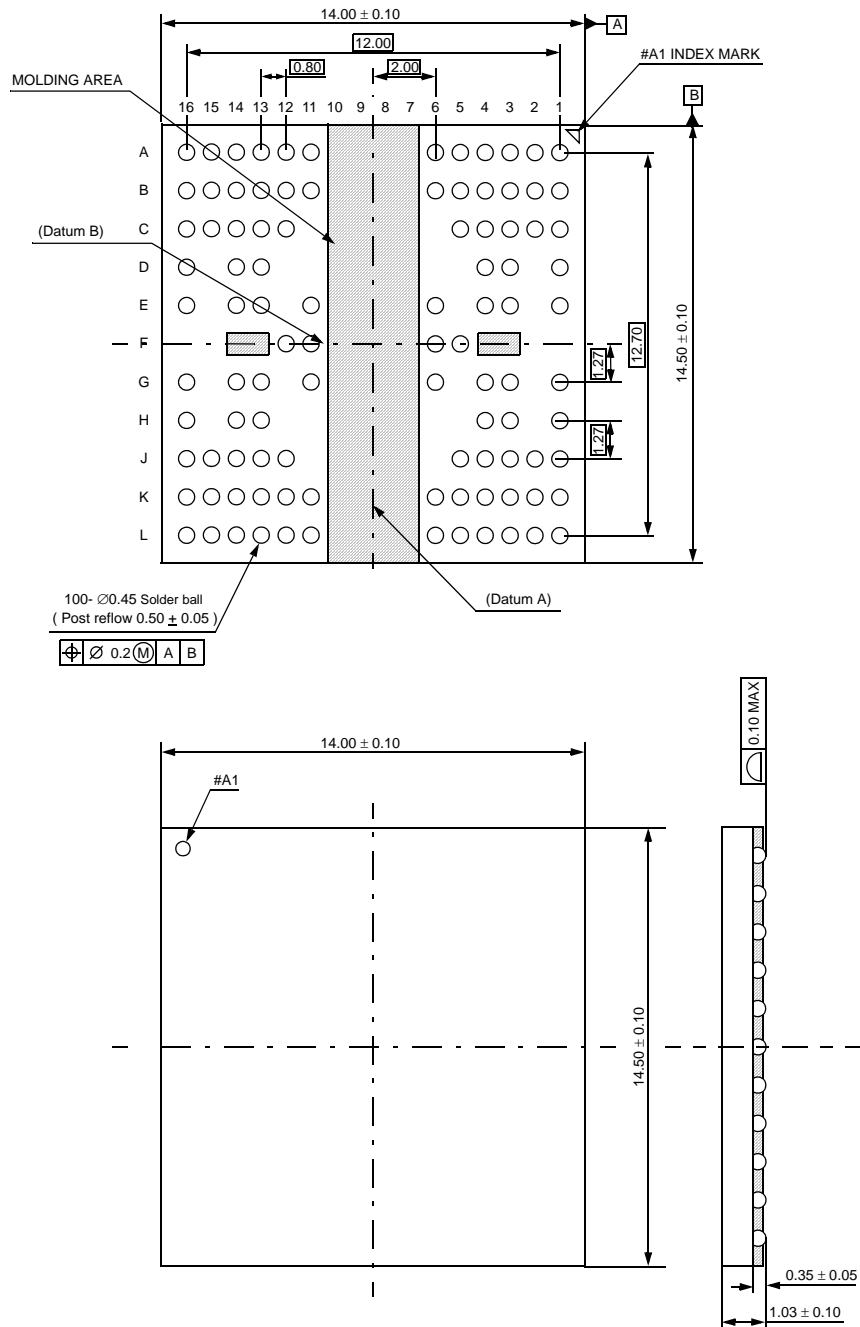 14.00 ± 0.10
A
12.00
#A1 INDEX MARK
0.80
2.00
MOLDING AREA
B
16 15 14 13 12 11 10 9 8 7 6 5 4 3 2 1
A
B
C
(Datum B)
D
E
F
G
H
J
K
L
1.27
1.27
12.70
14.50 ± 0.10
100- ∅0.45 Solder ball
(Datum A)
( Post reflow 0.50 ± 0.05 )
⌖ ∅ 0.2 Ⓜ A B
0.10 MAX
14.00 ± 0.10
#A1
14.50 ± 0.10
0.35 ± 0.05
1.03 ± 0.10